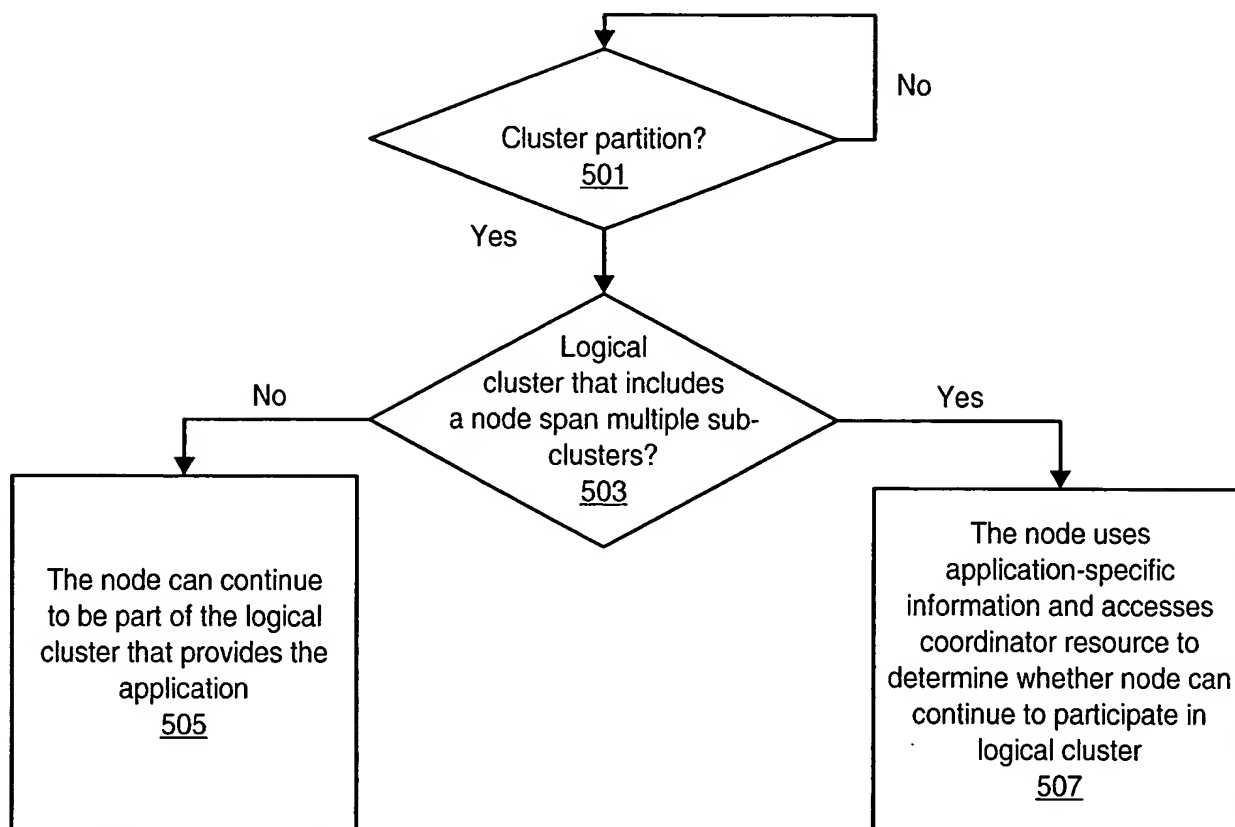 No
Cluster partition?
501
Yes
Logical
cluster that includes
a node span multiple sub-
clusters?
503
No
Yes
The node can continue
to be part of the logical
cluster that provides the
application
505
The node uses
application-specific
information and accesses
coordinator resource to
determine whether node can
continue to participate in
logical cluster
507